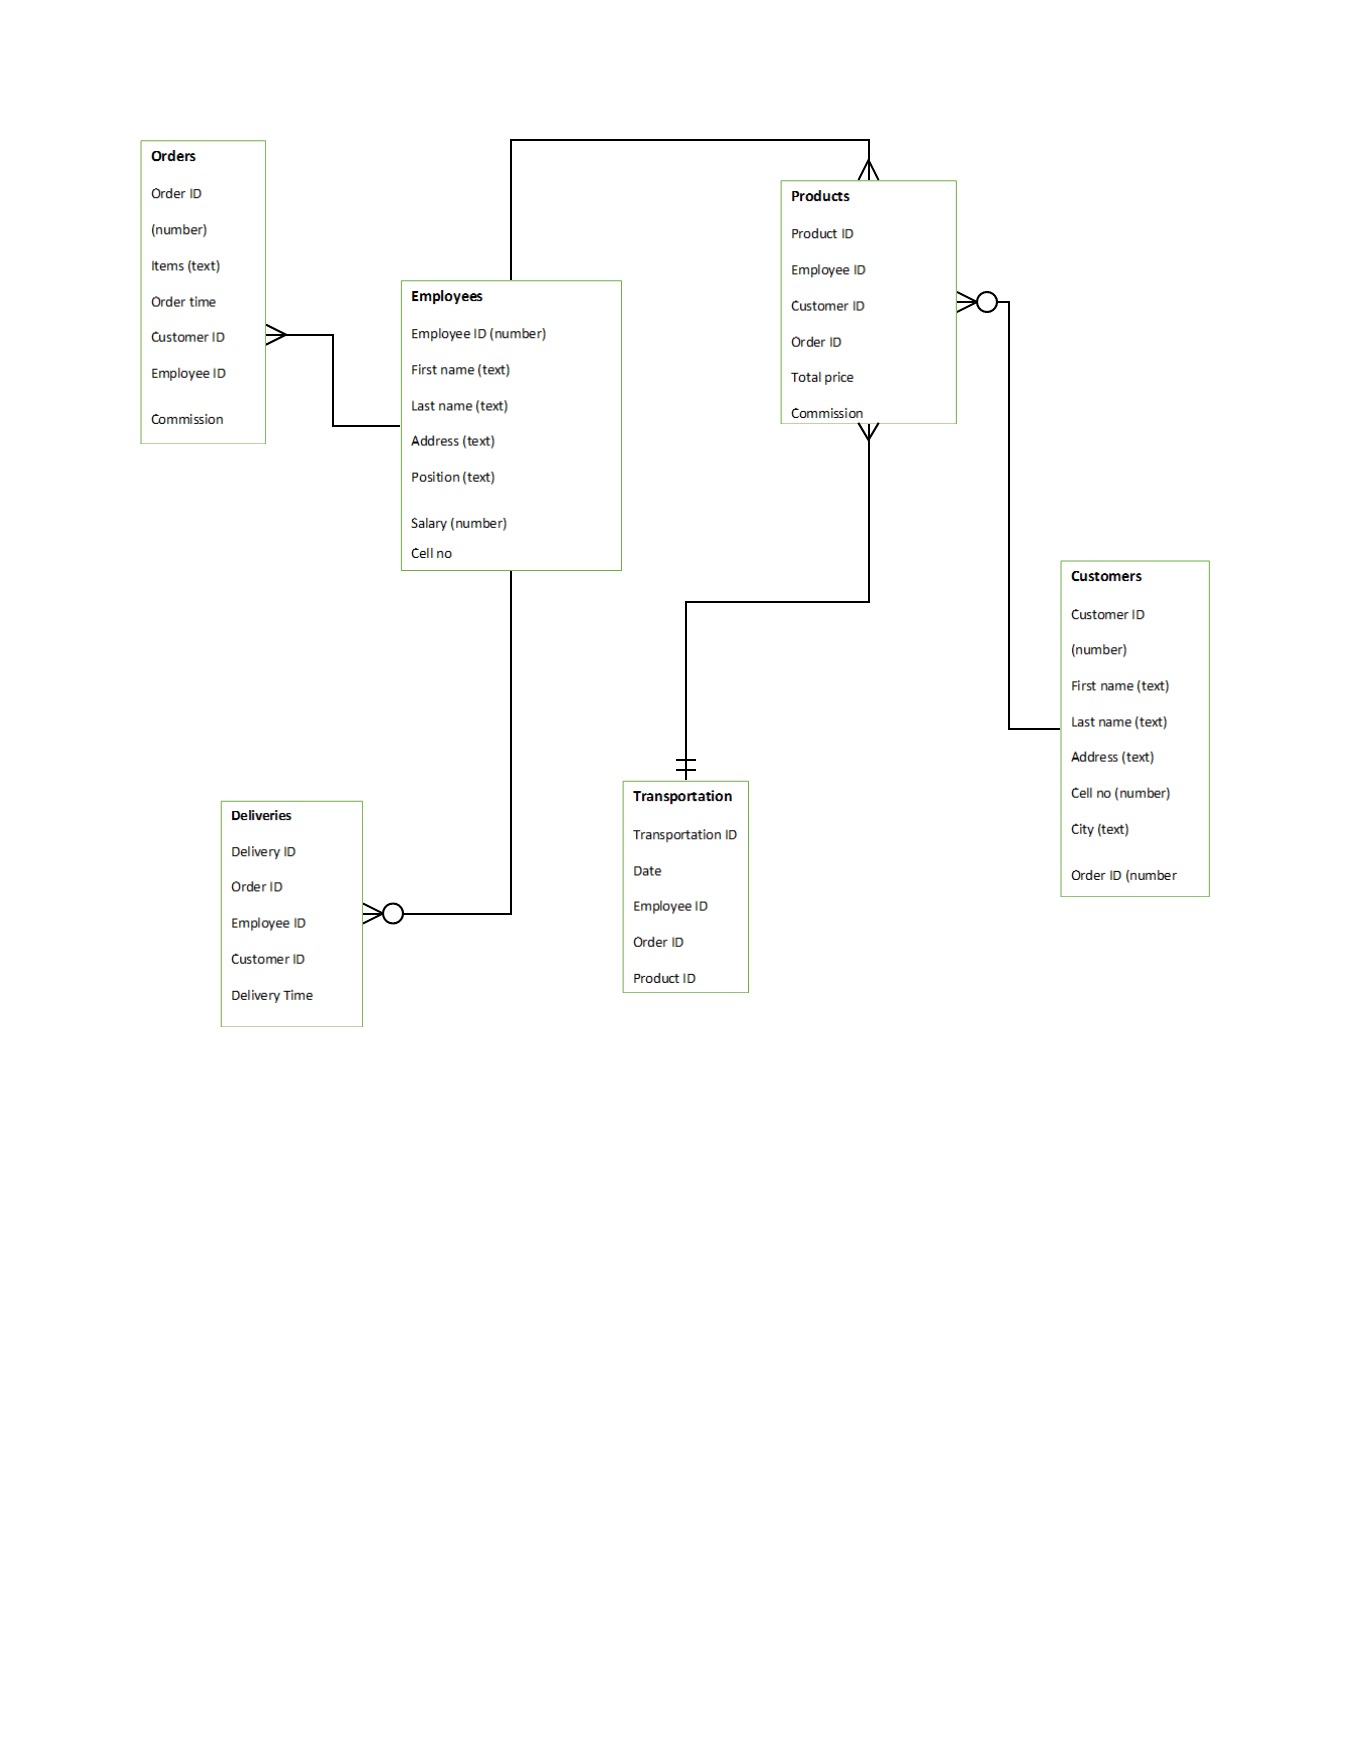 Orders
Order ID
(number)
Items (text)
Order time
Customer ID
Employee ID
Commission
Employees
Employee ID (number)
First name (text)
Last name (text)
Address (text)
Position (text)
Salary (number)
Cell no
Products
Product ID
Employee ID
Customer ID
Order ID
Total price
Commission
Customers
Customer ID
(number)
First name (text)
Last name (text)
Address (text)
Cell no (number)
City (text)
Order ID (number
Deliveries
Delivery ID
Order ID
Employee ID
Customer ID
Delivery Time
Transportation
Transportation ID
Date
Employee ID
Order ID
Product ID